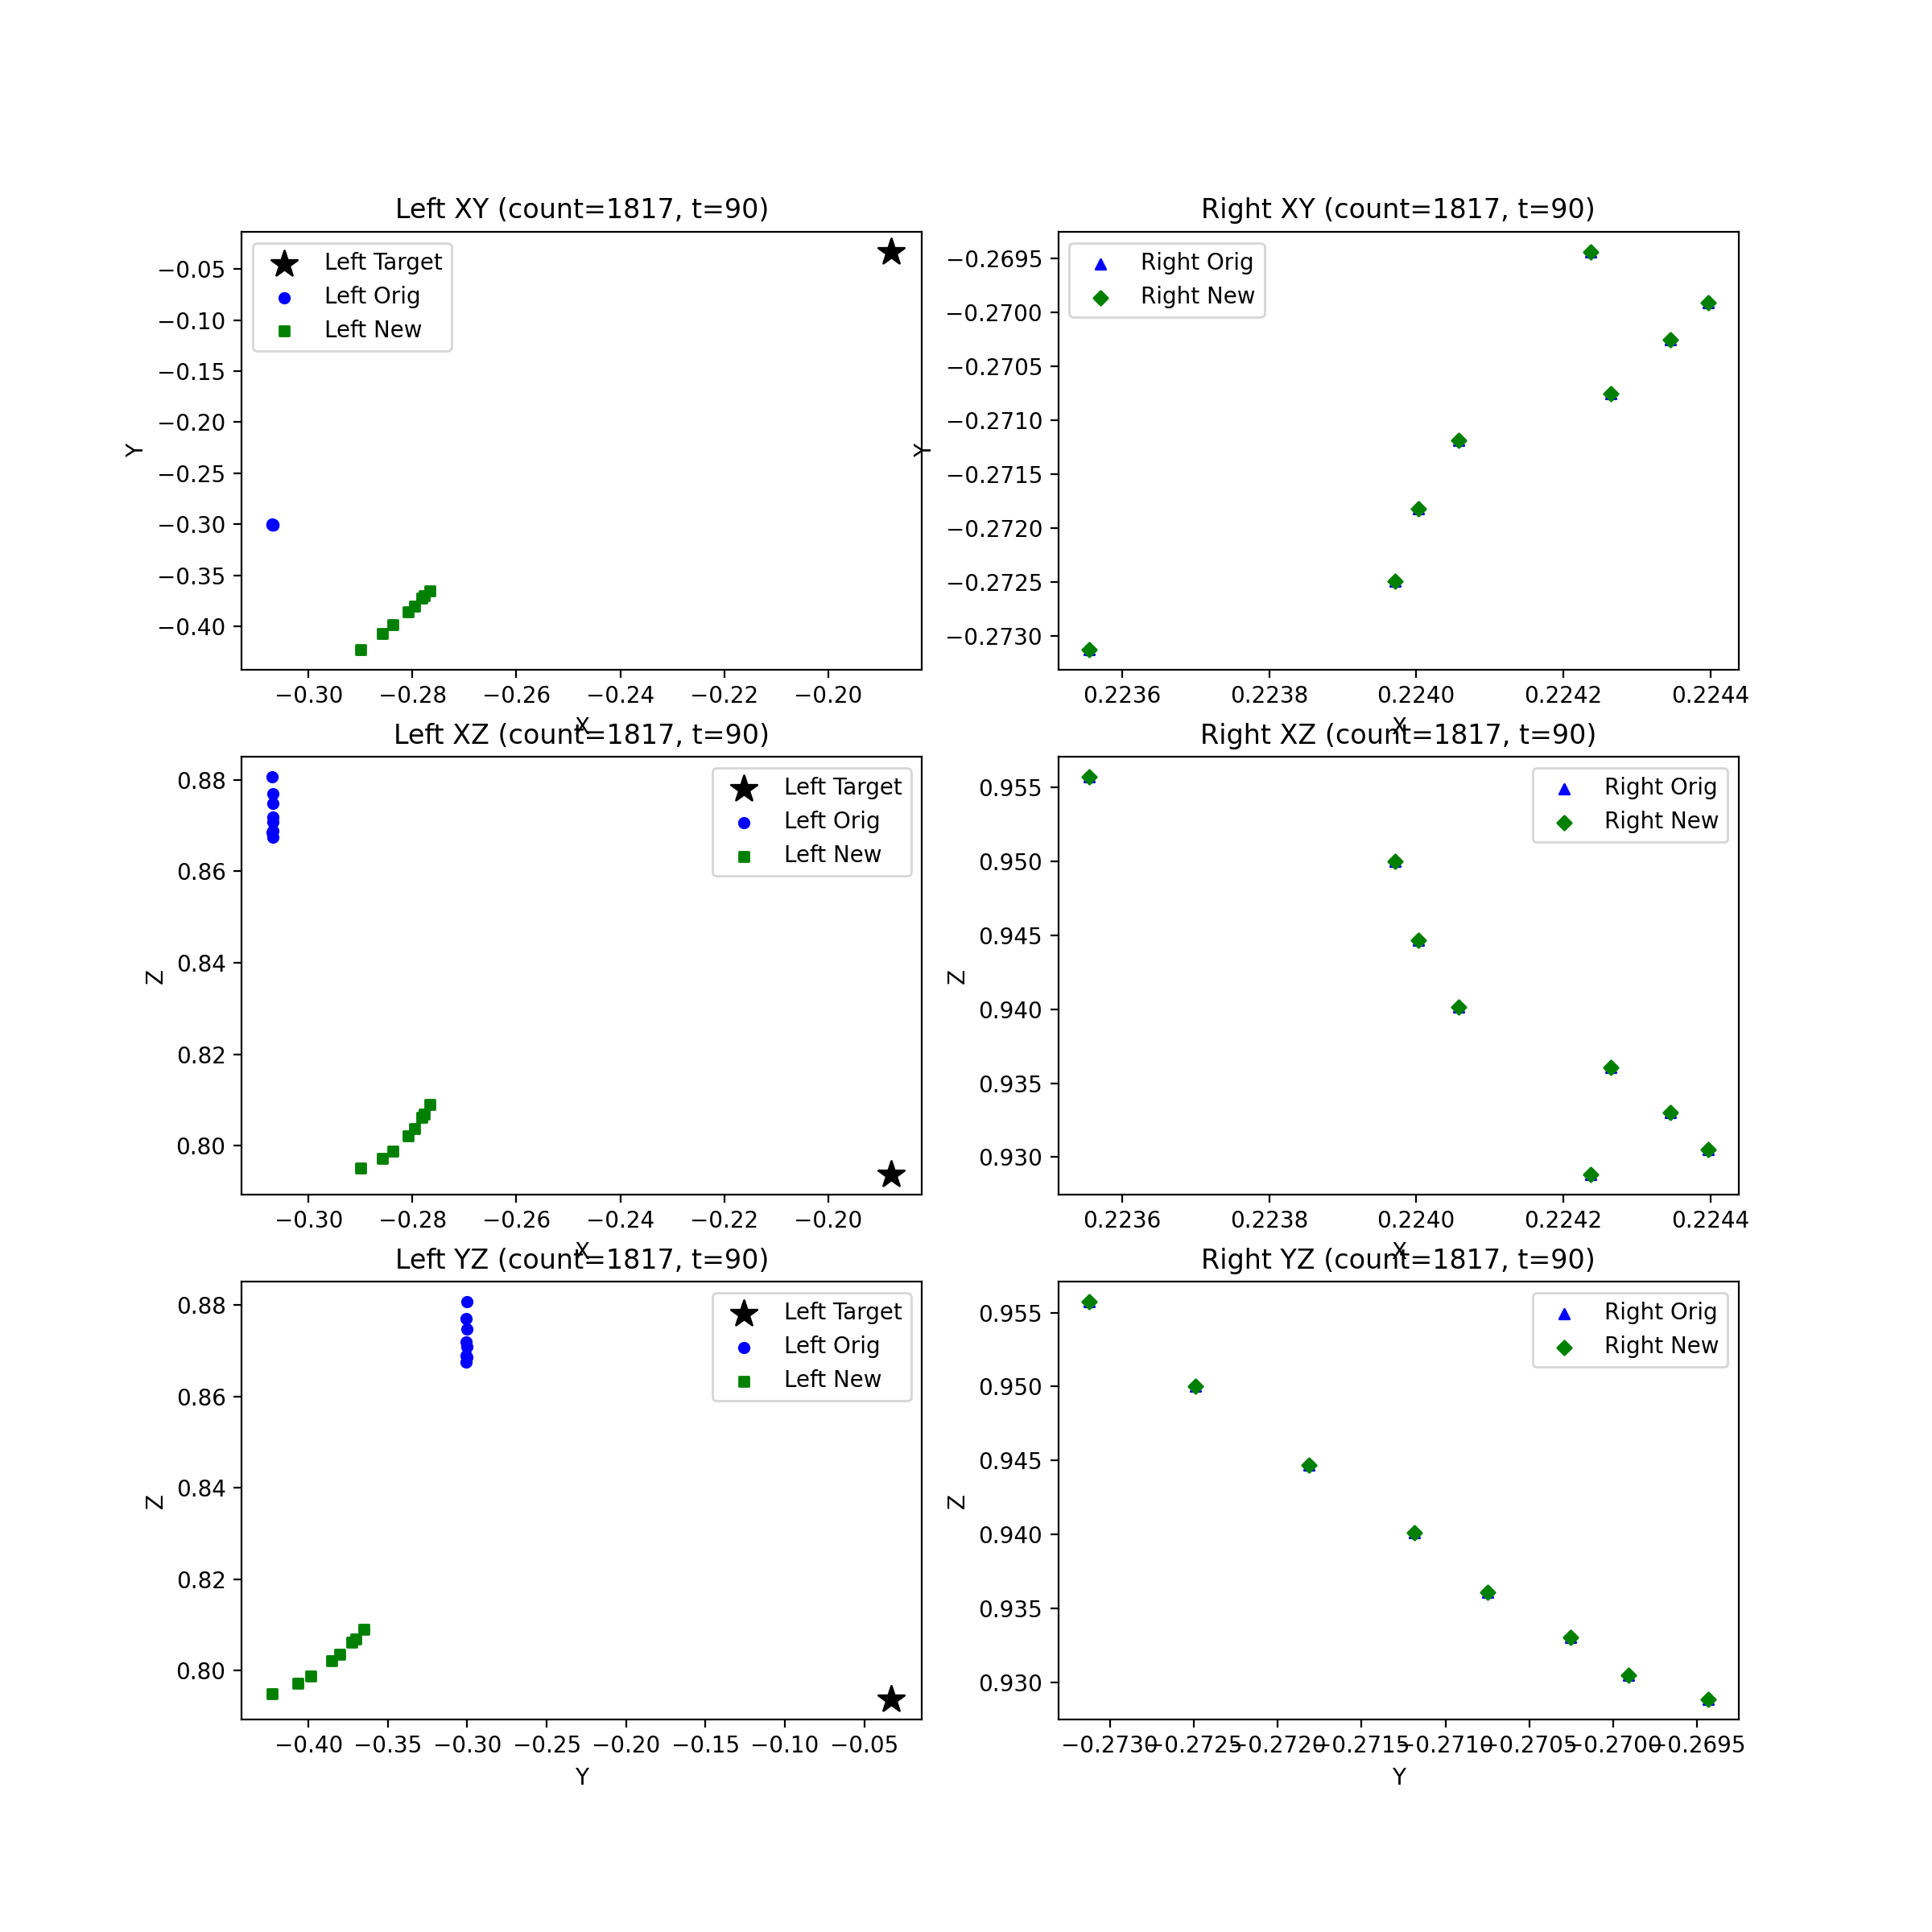 Left XY (count=1817, t=90)
Left Target
Left Orig
Left New
−0.05
−0.10
−0.15
−0.20
−0.25
−0.30
−0.35
−0.40
Y
−0.30
−0.28
−0.26
−0.24
−0.22
−0.20
X
Right XY (count=1817, t=90)
Right Orig
Right New
−0.2695
−0.2700
−0.2705
−0.2710
−0.2715
−0.2720
−0.2725
−0.2730
Y
0.2236
0.2238
0.2240
0.2242
0.2244
X
Left XZ (count=1817, t=90)
Left Target
Left Orig
Left New
0.88
0.86
0.84
0.82
0.80
Z
−0.30
−0.28
−0.26
−0.24
−0.22
−0.20
X
Right XZ (count=1817, t=90)
Right Orig
Right New
0.955
0.950
0.945
0.940
0.935
0.930
Z
0.2236
0.2238
0.2240
0.2242
0.2244
X
Left YZ (count=1817, t=90)
Left Target
Left Orig
Left New
0.88
0.86
0.84
0.82
0.80
Z
−0.40
−0.35
−0.30
−0.25
−0.20
−0.15
−0.10
−0.05
Y
Right YZ (count=1817, t=90)
Right Orig
Right New
0.955
0.950
0.945
0.940
0.935
0.930
Z
−0.2730
−0.2725
−0.2720
−0.2715
−0.2710
−0.2705
−0.2700
−0.2695
Y